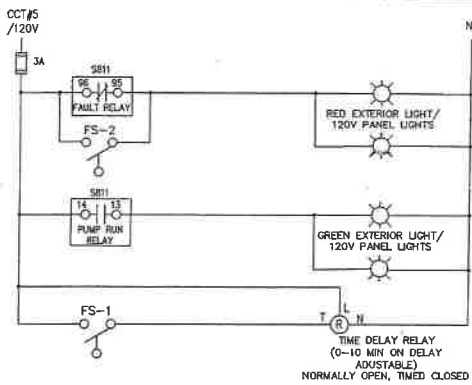 CCT#5
/120V
N
3A
S811
96 95
FAULT RELAY
FS-2
RED EXTERIOR LIGHT/
120V PANEL LIGHTS
S811
14 13
PUMP RUN
RELAY
GREEN EXTERIOR LIGHT/
120V PANEL LIGHTS
FS-1
L
T R N
TIME DELAY RELAY
(0-10 MIN ON DELAY
ADJUSTABLE)
NORMALLY OPEN, TIMED CLOSED